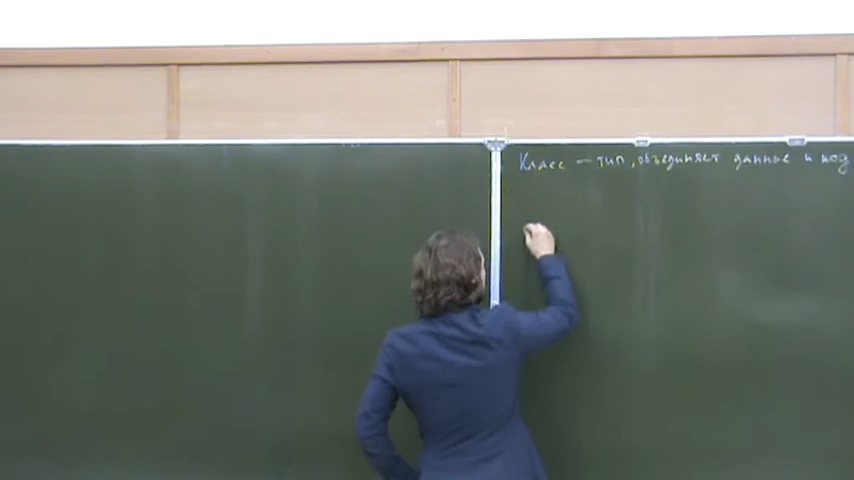 Класс — тип, объединяет данные и код